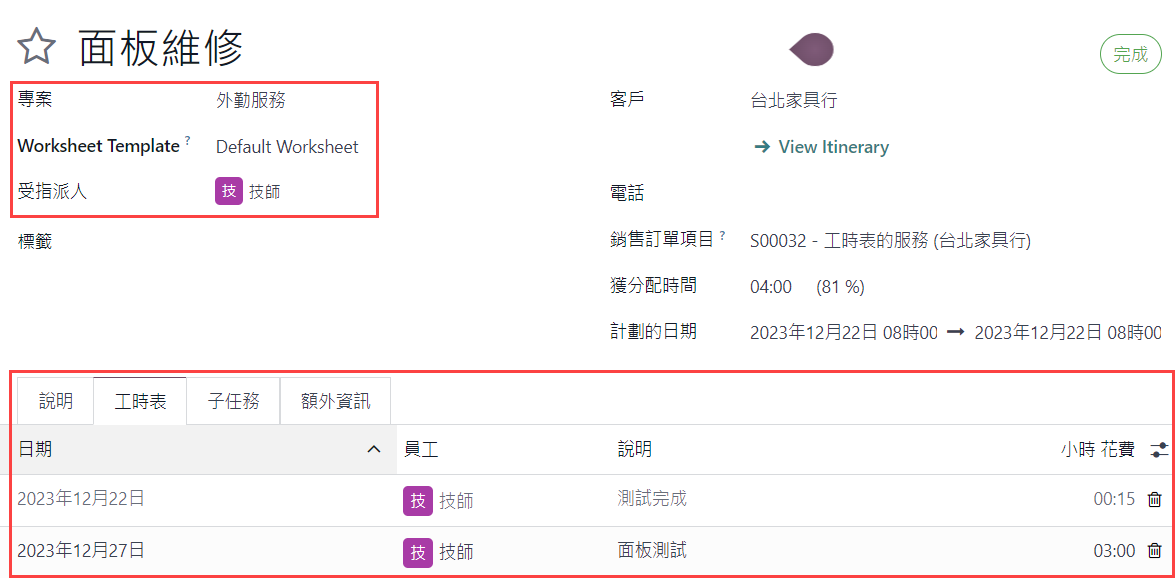 面板維修
完成
專案 外勤服務
Worksheet Template ? Default Worksheet
受指派人 技 技師
標籤
客戶 台北家具行
→ View Itinerary
電話
銷售訂單項目 ? S00032 - 工時表的服務 (台北家具行)
獲分配時間 04:00 (81 %)
計劃的日期 2023年12月22日 08時00 → 2023年12月22日 08時00
說明 工時表 子任務 額外資訊
日期 員工 說明 小時 花費
2023年12月22日 技 技師 測試完成 00:15
2023年12月27日 技 技師 面板測試 03:00